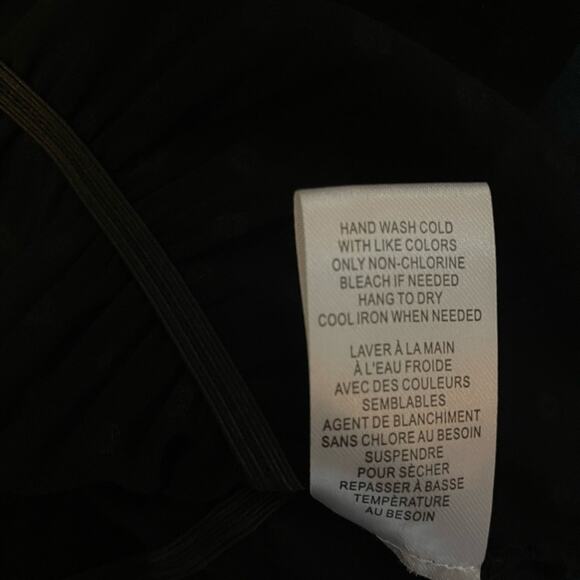 HAND WASH COLD
WITH LIKE COLORS
ONLY NON-CHLORINE
BLEACH IF NEEDED
HANG TO DRY
COOL IRON WHEN NEEDED
LAVER À LA MAIN
À L'EAU FROIDE
AVEC DES COULEURS
SEMBLABLES
AGENT DE BLANCHIMENT
SANS CHLORE AU BESOIN
SUSPENDRE
POUR SÈCHER
REPASSER À BASSE
TEMPÈRATURE
AU BESOIN